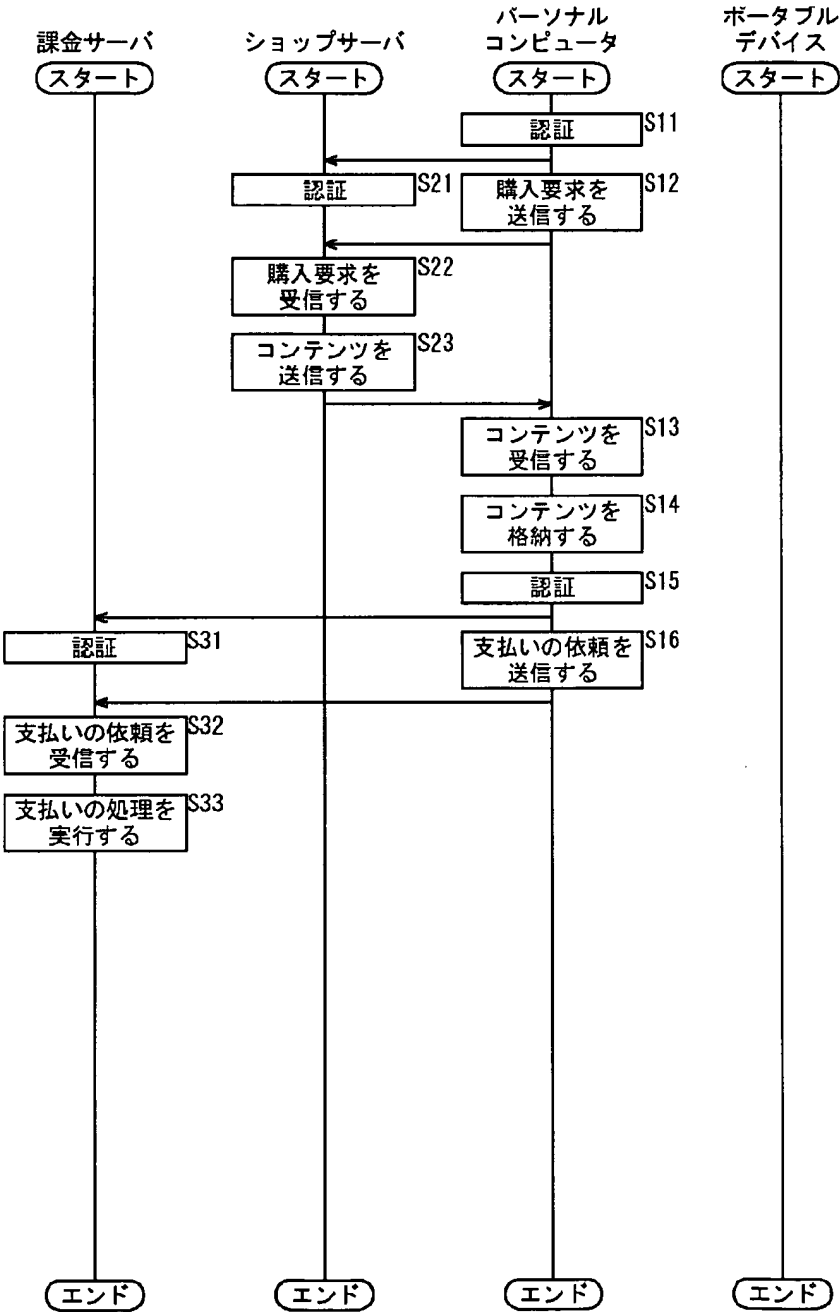 課金サーバ
ショップサーバ
パーソナル
コンピュータ
ポータブル
デバイス
スタート
スタート
スタート
スタート
認証
S11
認証
S21
購入要求を
送信する
S12
購入要求を
受信する
S22
コンテンツを
送信する
S23
コンテンツを
受信する
S13
コンテンツを
格納する
S14
認証
S15
認証
S31
支払いの依頼を
送信する
S16
支払いの依頼を
受信する
S32
支払いの処理を
実行する
S33
エンド
エンド
エンド
エンド